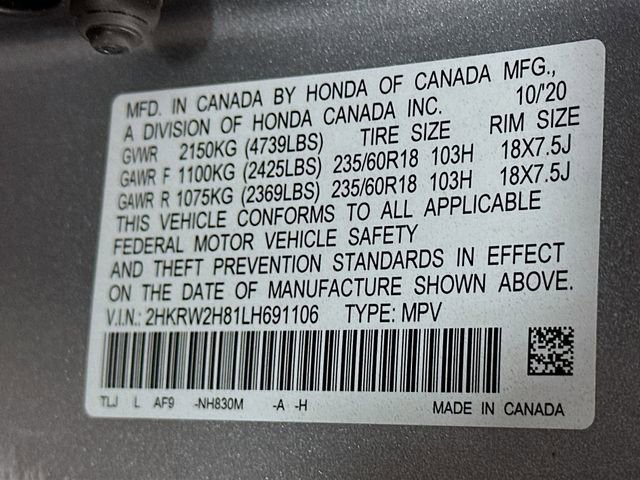 MFD. IN CANADA BY HONDA OF CANADA MFG.,
A DIVISION OF HONDA CANADA INC. 10/'20
GVWR 2150KG (4739LBS) TIRE SIZE RIM SIZE
GAWR F 1100KG (2425LBS) 235/60R18 103H 18X7.5J
GAWR R 1075KG (2369LBS) 235/60R18 103H 18X7.5J
THIS VEHICLE CONFORMS TO ALL APPLICABLE
FEDERAL MOTOR VEHICLE SAFETY
AND THEFT PREVENTION STANDARDS IN EFFECT
ON THE DATE OF MANUFACTURE SHOWN ABOVE.
V.I.N.: 2HKRW2H81LH691106 TYPE: MPV
TLJ L AF9 -NH830M -A -H
MADE IN CANADA